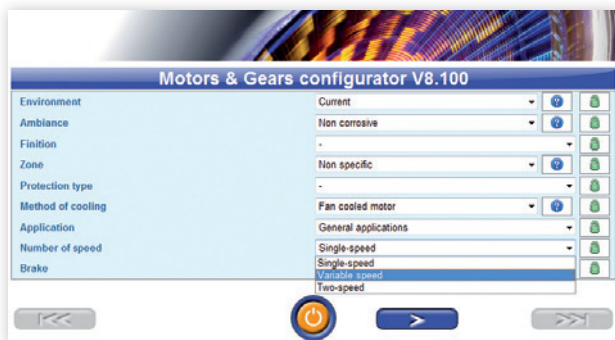 Motors & Gears configurator V8.100
Environment Current
Ambiance Non corrosive
Finition -
Zone Non specific
Protection type -
Method of cooling Fan cooled motor
Application General applications
Number of speed Single-speed
Single-speed
Brake Variable speed
Two-speed
|<< > >>|